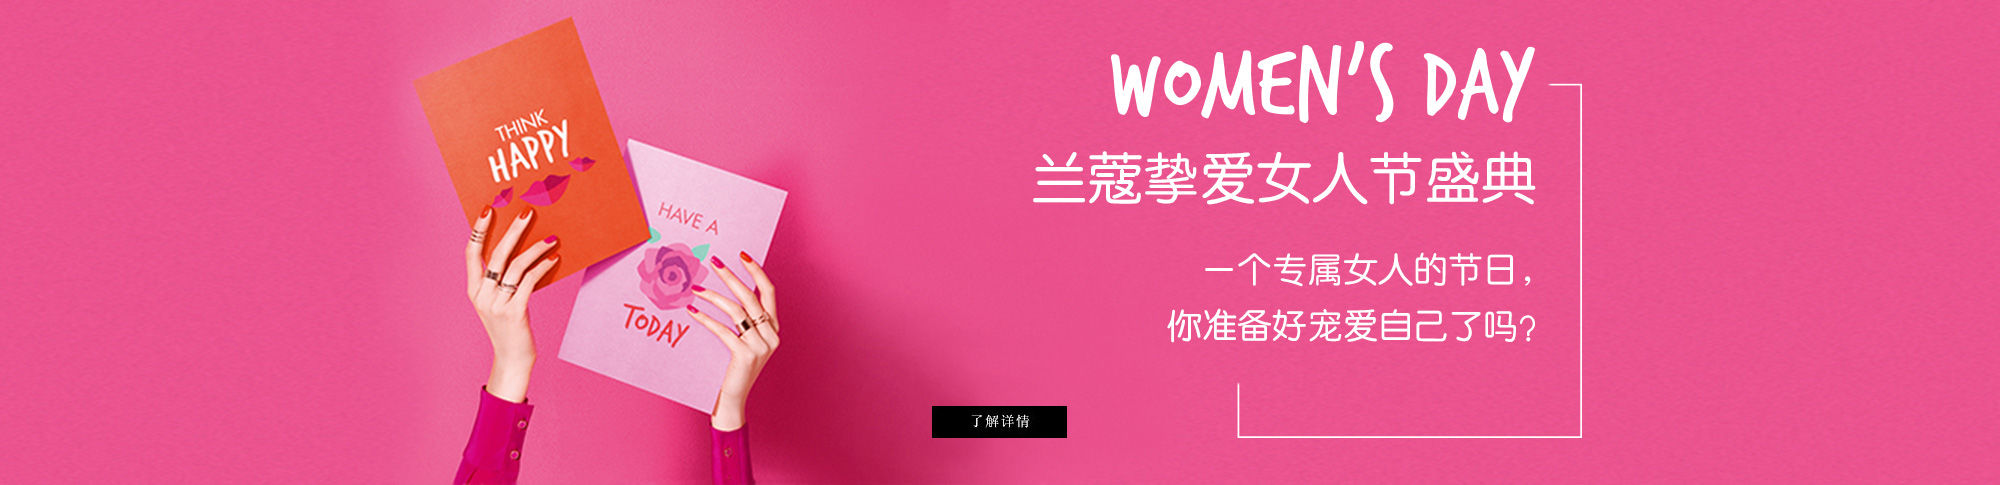 THINK
HAPPY
HAVE A
TODAY
WOMEN'S DAY
兰蔻挚爱女人节盛典
一个专属女人的节日，
你准备好宠爱自己了吗？
了解详情